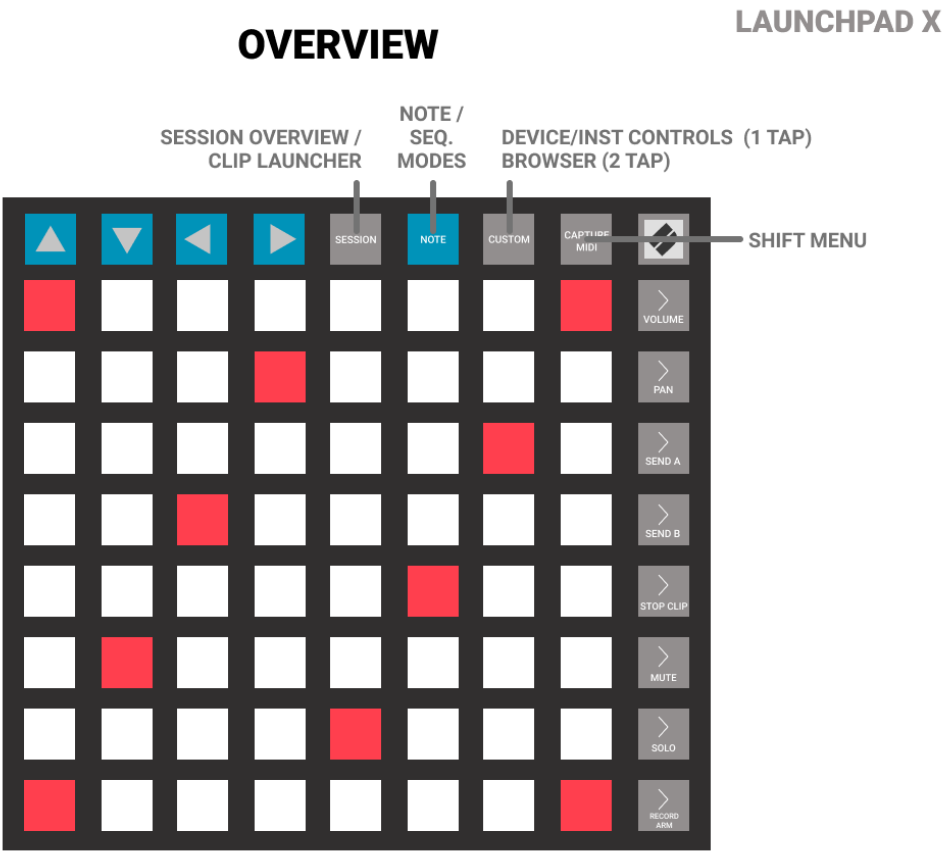 LAUNCHPAD X
OVERVIEW
SESSION OVERVIEW /
CLIP LAUNCHER
NOTE /
SEQ.
MODES
DEVICE/INST CONTROLS (1 TAP)
BROWSER (2 TAP)
SESSION
NOTE
CUSTOM
CAPTURE
MIDI
SHIFT MENU
VOLUME
PAN
SEND A
SEND B
STOP CLIP
MUTE
SOLO
RECORD
ARM